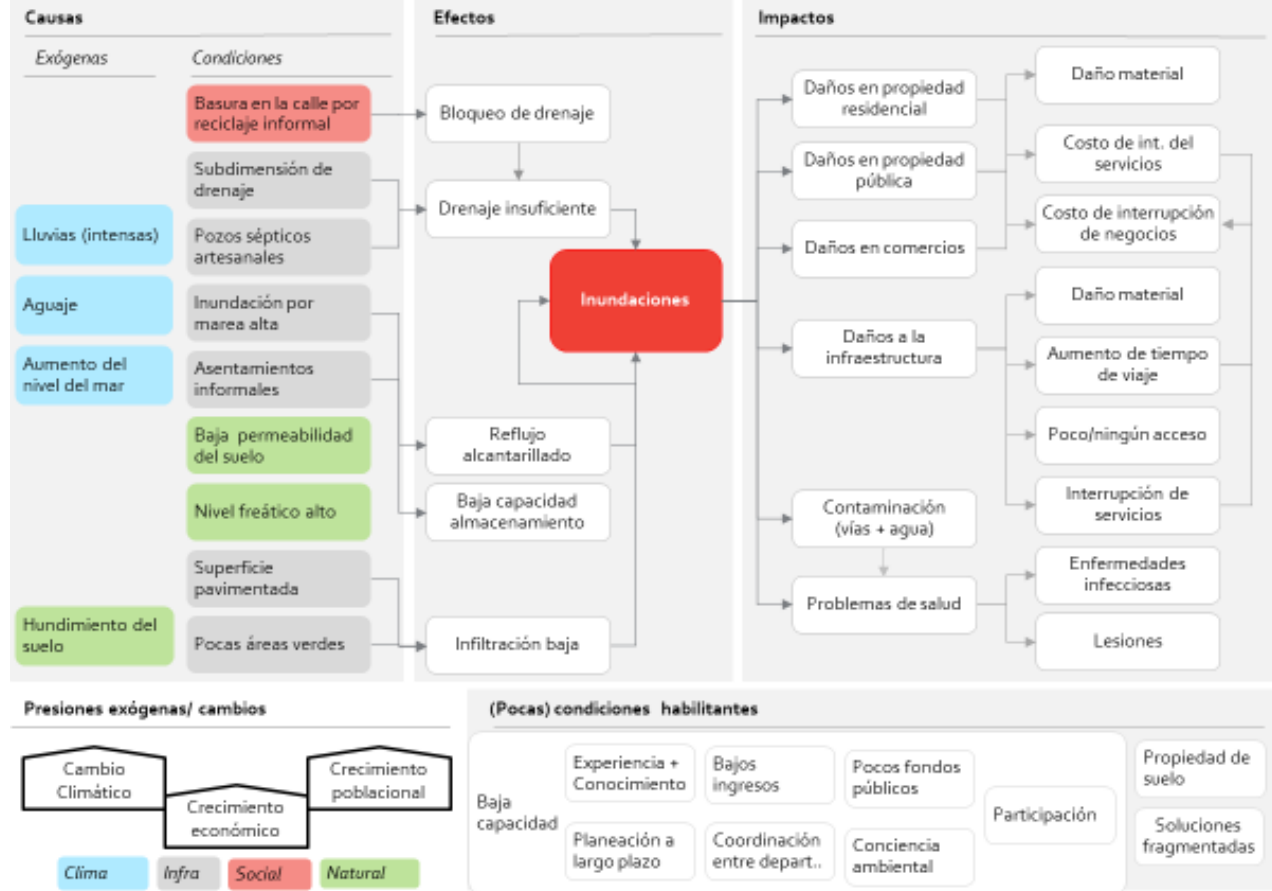 Causas
Exógenas
Condiciones
Basura en la calle por
reciclaje informal
Subdimensión de
drenaje
Lluvias (intensas)
Pozos sépticos
artesanales
Aguaje
Inundación por
marea alta
Aumento del
nivel del mar
Asentamientos
informales
Baja permeabilidad
del suelo
Nivel freático alto
Superficie
pavimentada
Hundimiento del
suelo
Pocas áreas verdes
Efectos
Bloqueo de drenaje
Drenaje insuficiente
Inundaciones
Reflujo
alcantarillado
Baja capacidad
almacenamiento
Infiltración baja
Impactos
Daños en propiedad
residencial
Daños en propiedad
pública
Daños en comercios
Daños a la
infraestructura
Contaminación
(vías + agua)
Problemas de salud
Daño material
Costo de int. del
servicios
Costo de interrupción
de negocios
Daño material
Aumento de tiempo
de viaje
Poco/ningún acceso
Interrupción de
servicios
Enfermedades
infecciosas
Lesiones
Presiones exógenas/ cambios
Cambio
Climático
Crecimiento
económico
Crecimiento
poblacional
Clima
Infra
Social
Natural
(Pocas) condiciones habilitantes
Baja
capacidad
Experiencia +
Conocimiento
Bajos
ingresos
Pocos fondos
públicos
Planeación a
largo plazo
Coordinación
entre depart..
Conciencia
ambiental
Participación
Propiedad de
suelo
Soluciones
fragmentadas